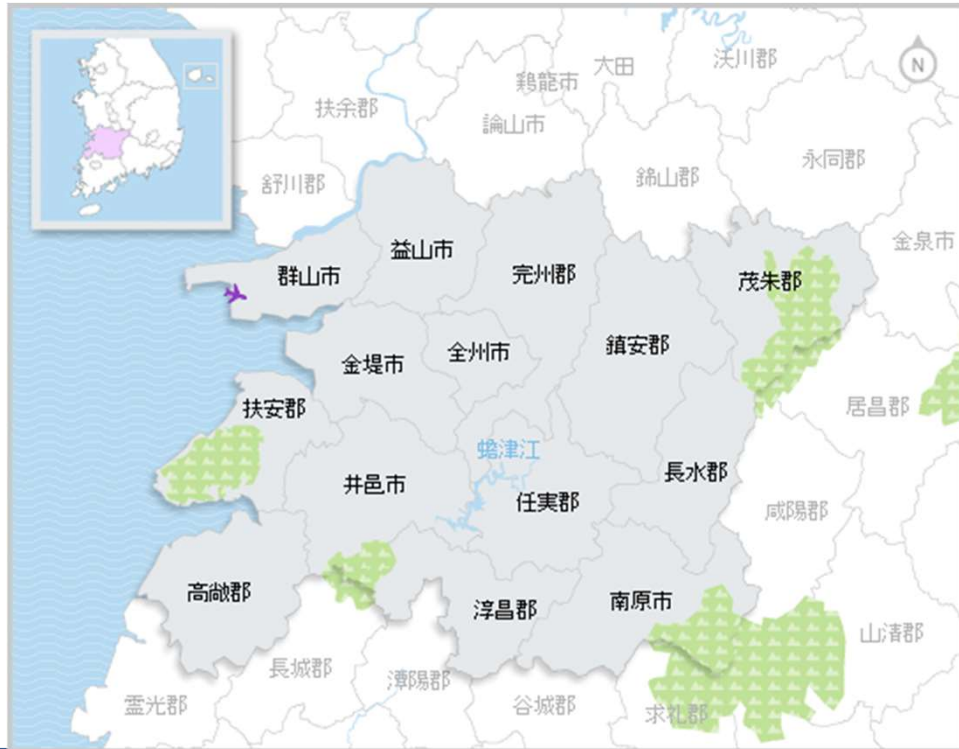 大田
沃川郡
鶏龍市
N
扶余郡
論山市
永同郡
舒川郡
錦山郡
金泉市
益山市
群山市
完州郡
茂朱郡
鎮安郡
全州市
金堤市
扶安郡
居昌郡
蟾津江
長水郡
井邑市
任実郡
咸陽郡
高敞郡
南原市
淳昌郡
山清郡
長城郡
潭陽郡
霊光郡
谷城郡
求礼郡